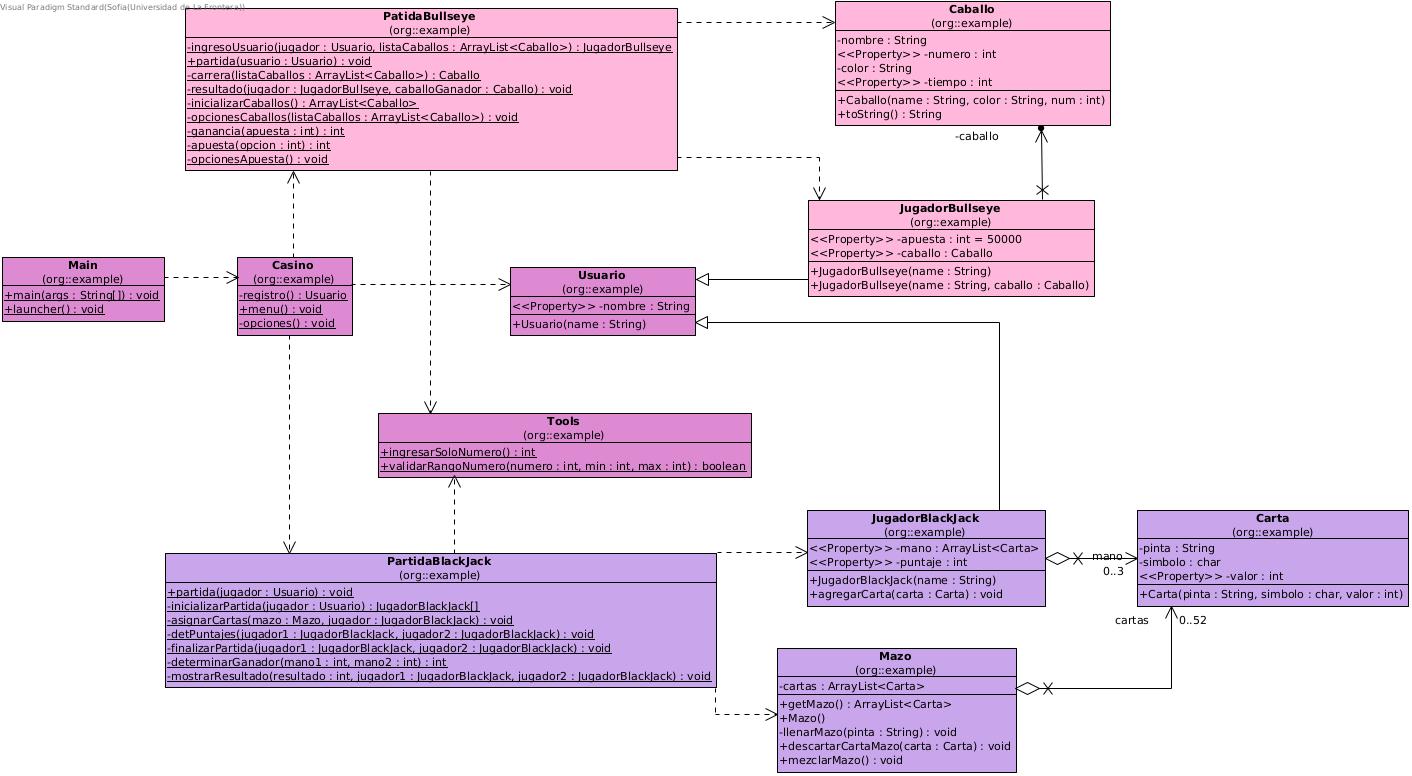 Visual Paradigm Standard(Sofia(Universidad de La Frontera))
PatidaBullseye
(org::example)
-ingresoUsuario(jugador : Usuario, listaCaballos : ArrayList<Caballo>) : JugadorBullseye
+partida(usuario : Usuario) : void
-carrera(listaCaballos : ArrayList<Caballo>) : Caballo
-resultado(jugador : JugadorBullseye, caballoGanador : Caballo) : void
-inicializarCaballos() : ArrayList<Caballo>
-opcionesCaballos(listaCaballos : ArrayList<Caballo>) : void
-ganancia(apuesta : int) : int
-apuesta(opcion : int) : int
-opcionesApuesta() : void
Caballo
(org::example)
-nombre : String
<<Property>> -numero : int
-color : String
<<Property>> -tiempo : int
+Caballo(name : String, color : String, num : int)
+toString() : String
-caballo
JugadorBullseye
(org::example)
<<Property>> -apuesta : int = 50000
<<Property>> -caballo : Caballo
+JugadorBullseye(name : String)
+JugadorBullseye(name : String, caballo : Caballo)
Main
(org::example)
+main(args : String[]) : void
+launcher() : void
Casino
(org::example)
-registro() : Usuario
+menu() : void
-opciones() : void
Usuario
(org::example)
<<Property>> -nombre : String
+Usuario(name : String)
Tools
(org::example)
+ingresarSoloNumero() : int
+validarRangoNumero(numero : int, min : int, max : int) : boolean
JugadorBlackJack
(org::example)
<<Property>> -mano : ArrayList<Carta>
<<Property>> -puntaje : int
+JugadorBlackJack(name : String)
+agregarCarta(carta : Carta) : void
mano
0..3
Carta
(org::example)
-pinta : String
-simbolo : char
<<Property>> -valor : int
+Carta(pinta : String, simbolo : char, valor : int)
cartas
0..52
PartidaBlackJack
(org::example)
+partida(jugador : Usuario) : void
-inicializarPartida(jugador : Usuario) : JugadorBlackJack[]
-asignarCartas(mazo : Mazo, jugador : JugadorBlackJack) : void
-detPuntajes(jugador1 : JugadorBlackJack, jugador2 : JugadorBlackJack) : void
-finalizarPartida(jugador1 : JugadorBlackJack, jugador2 : JugadorBlackJack) : void
-determinarGanador(mano1 : int, mano2 : int) : int
-mostrarResultado(resultado : int, jugador1 : JugadorBlackJack, jugador2 : JugadorBlackJack) : void
Mazo
(org::example)
-cartas : ArrayList<Carta>
+getMazo() : ArrayList<Carta>
+Mazo()
-llenarMazo(pinta : String) : void
+descartarCartaMazo(carta : Carta) : void
+mezclarMazo() : void